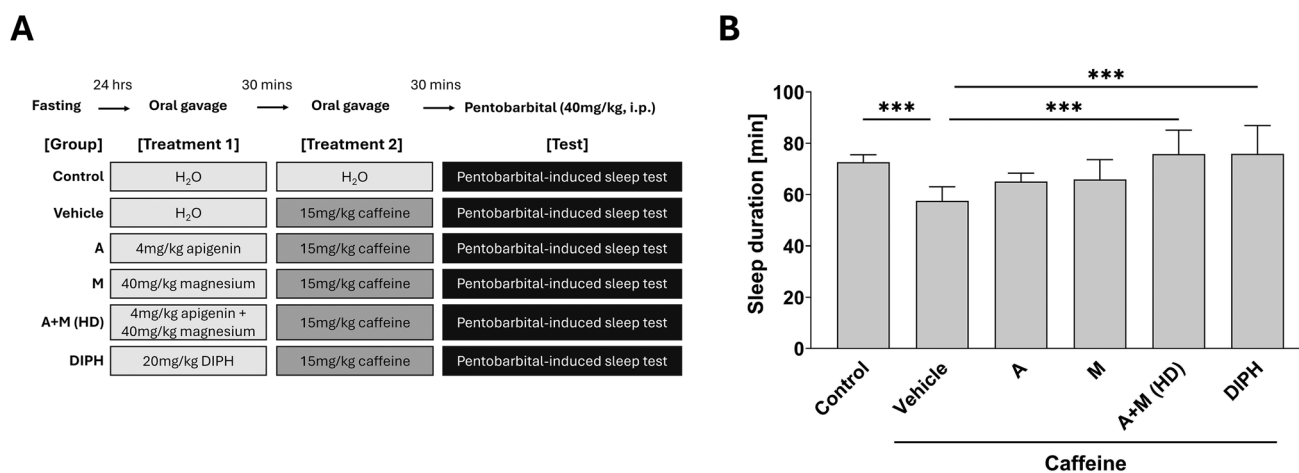 A
24 hrs 30 mins 30 mins
Fasting Oral gavage Oral gavage Pentobarbital (40mg/kg, i.p.)
[Group] [Treatment 1] [Treatment 2] [Test]
Control H₂O H₂O Pentobarbital-induced sleep test
Vehicle H₂O 15mg/kg caffeine Pentobarbital-induced sleep test
A 4mg/kg apigenin 15mg/kg caffeine Pentobarbital-induced sleep test
M 40mg/kg magnesium 15mg/kg caffeine Pentobarbital-induced sleep test
A+M (HD) 4mg/kg apigenin +
40mg/kg magnesium 15mg/kg caffeine Pentobarbital-induced sleep test
DIPH 20mg/kg DIPH 15mg/kg caffeine Pentobarbital-induced sleep test
B
***
*** ***
Sleep duration [min]
100
80
60
40
20
0
Control Vehicle A M A+M (HD) DIPH
Caffeine